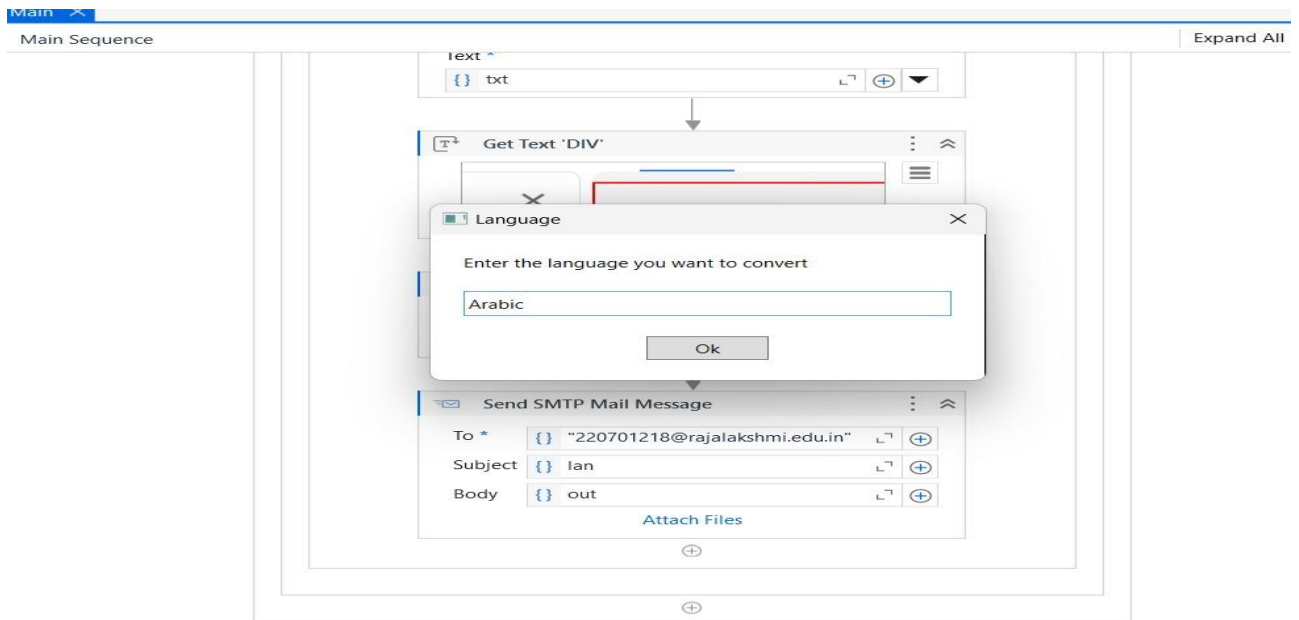 Main
Main Sequence
Expand All
Text *
{} txt
Get Text 'DIV'
Language
Enter the language you want to convert
Arabic
Ok
Send SMTP Mail Message
To * {} "220701218@rajalakshmi.edu.in"
Subject {} lan
Body {} out
Attach Files